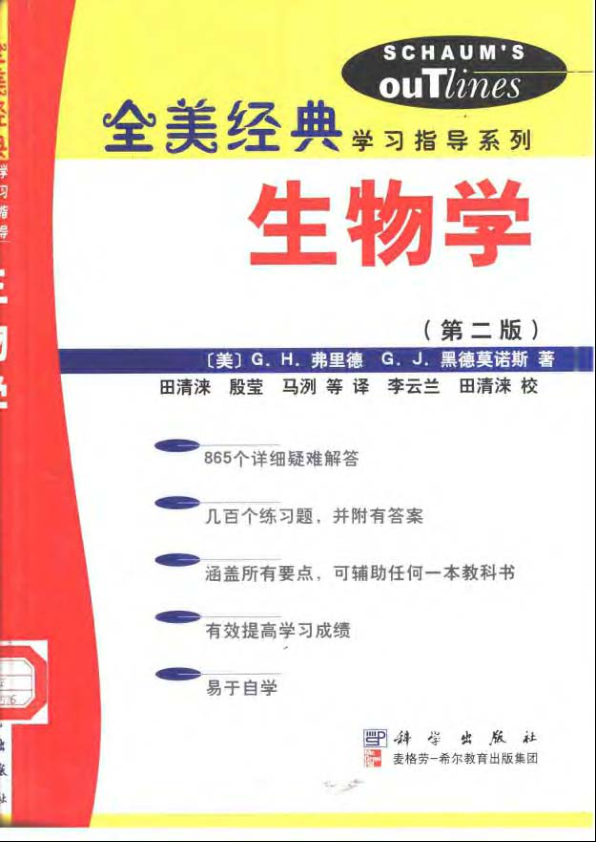 SCHAUM'S
ouTlines
全美经典 学习指导系列
生物学
(第二版)
〔美〕G. H. 弗里德 G. J. 黑德莫诺斯 著
田清涞 殷莹 马洌 等 译 李云兰 田清涞 校
865个详细疑难解答
几百个练习题，并附有答案
涵盖所有要点，可辅助任何一本教科书
有效提高学习成绩
易于自学
科学出版社
麦格劳-希尔教育出版集团
学习指导